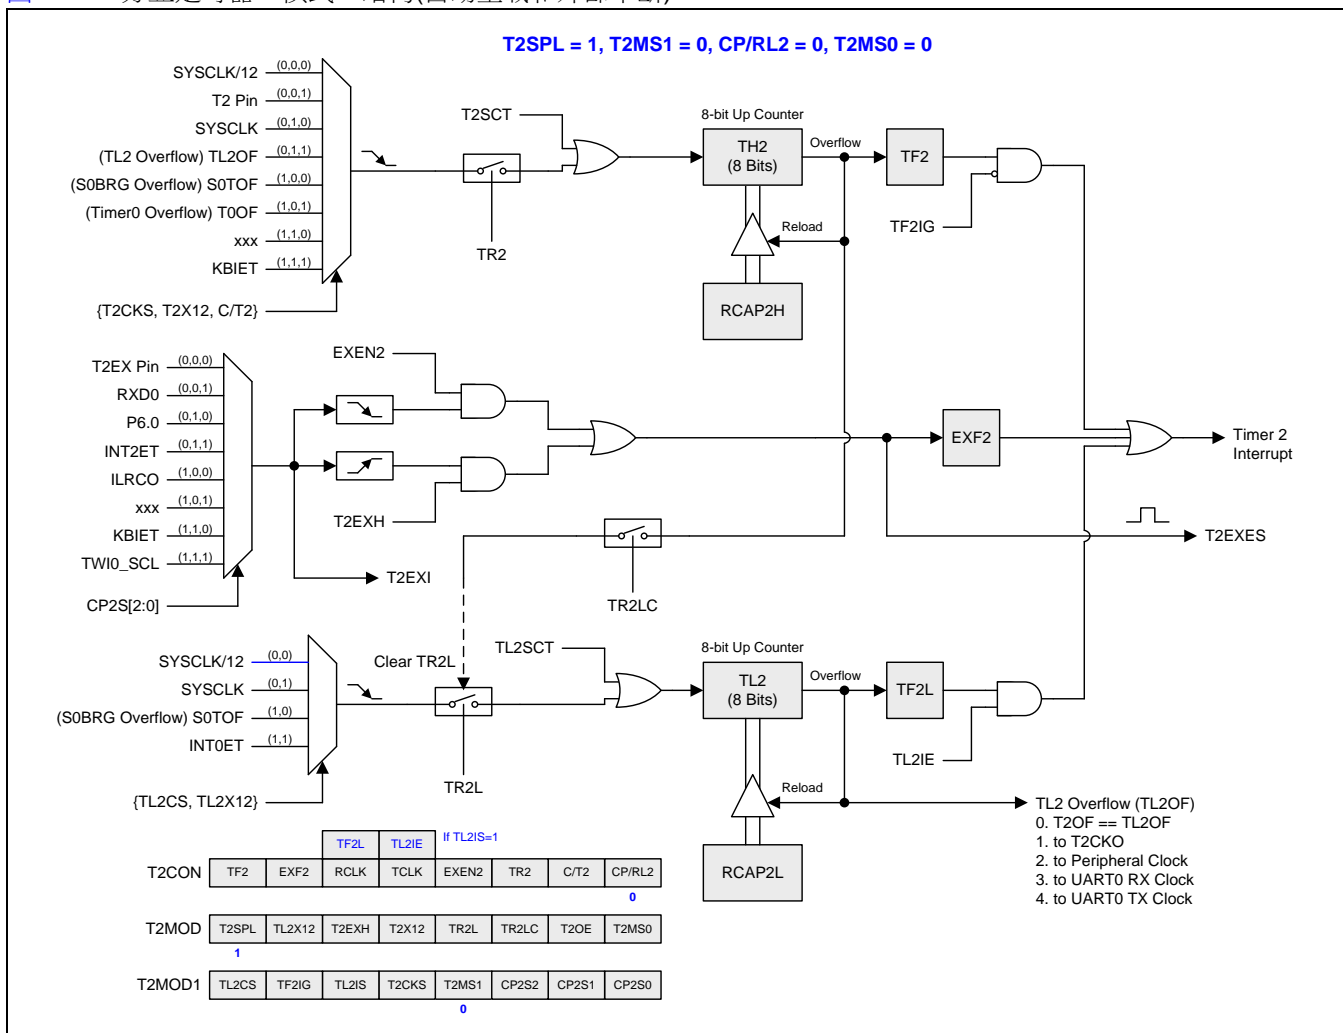 T2SPL = 1, T2MS1 = 0, CP/RL2 = 0, T2MS0 = 0
SYSCLK/12 (0,0,0)
T2 Pin (0,0,1)
SYSCLK (0,1,0)
(TL2 Overflow) TL2OF (0,1,1)
(S0BRG Overflow) S0TOF (1,0,0)
(Timer0 Overflow) T0OF (1,0,1)
xxx (1,1,0)
KBIET (1,1,1)
{T2CKS, T2X12, C/T2}
T2SCT
TR2
8-bit Up Counter
TH2
(8 Bits)
Overflow
Reload
RCAP2H
TF2
TF2IG
T2EX Pin (0,0,0)
RXD0 (0,0,1)
P6.0 (0,1,0)
INT2ET (0,1,1)
ILRCO (1,0,0)
xxx (1,0,1)
KBIET (1,1,0)
TWI0_SCL (1,1,1)
CP2S[2:0]
EXEN2
T2EXH
T2EXI
EXF2
Timer 2
Interrupt
T2EXES
TR2LC
SYSCLK/12 (0,0)
SYSCLK (0,1)
(S0BRG Overflow) S0TOF (1,0)
INT0ET (1,1)
{TL2CS, TL2X12}
Clear TR2L
TL2SCT
TR2L
8-bit Up Counter
TL2
(8 Bits)
Overflow
Reload
RCAP2L
TF2L
TL2IE
TL2 Overflow (TL2OF)
0. T2OF == TL2OF
1. to T2CKO
2. to Peripheral Clock
3. to UART0 RX Clock
4. to UART0 TX Clock
TF2L TL2IE If TL2IS=1
T2CON TF2 EXF2 RCLK TCLK EXEN2 TR2 C/T2 CP/RL2
0
T2MOD T2SPL TL2X12 T2EXH T2X12 TR2L TR2LC T2OE T2MS0
1
T2MOD1 TL2CS TF2IG TL2IS T2CKS T2MS1 CP2S2 CP2S1 CP2S0
0